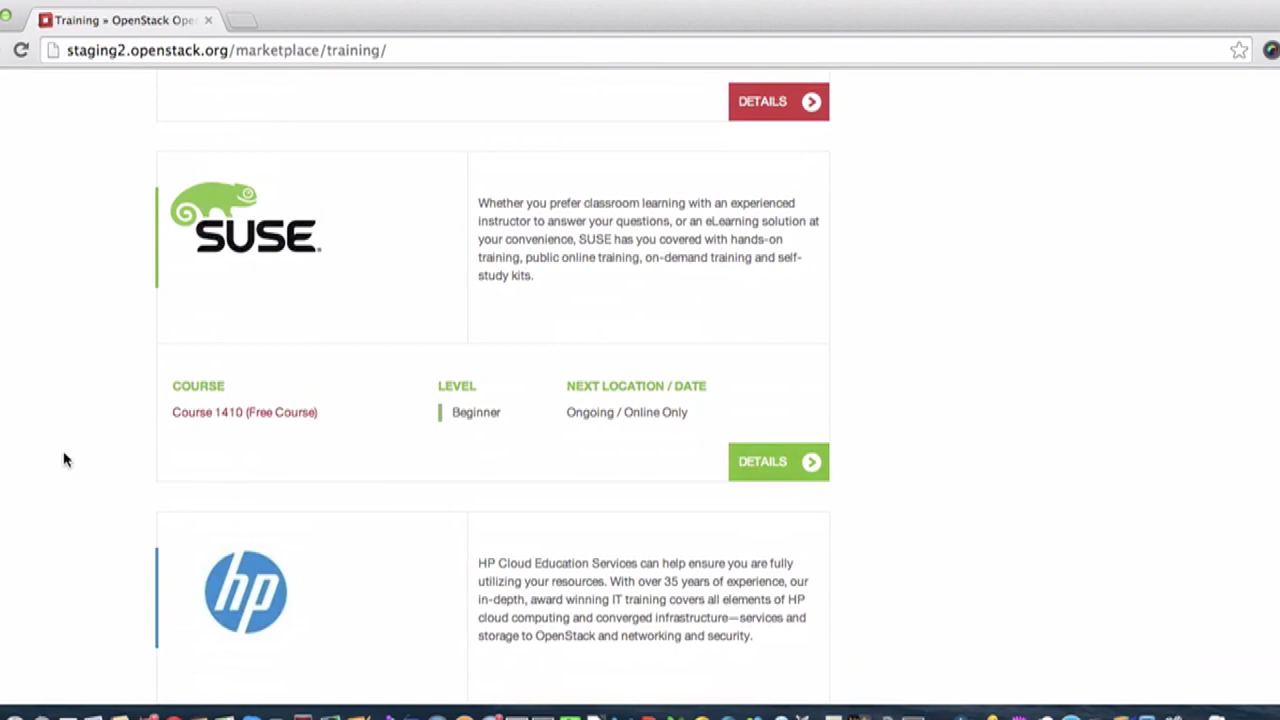 Training » OpenStack Ope
staging2.openstack.org/marketplace/training/
DETAILS
SUSE
Whether you prefer classroom learning with an experienced
instructor to answer your questions, or an eLearning solution at
your convenience, SUSE has you covered with hands-on
training, public online training, on-demand training and self-
study kits.
COURSE LEVEL NEXT LOCATION / DATE
Course 1410 (Free Course) Beginner Ongoing / Online Only
DETAILS
hp
HP Cloud Education Services can help ensure you are fully
utilizing your resources. With over 35 years of experience, our
in-depth, award winning IT training covers all elements of HP
cloud computing and converged infrastructure—services and
storage to OpenStack and networking and security.